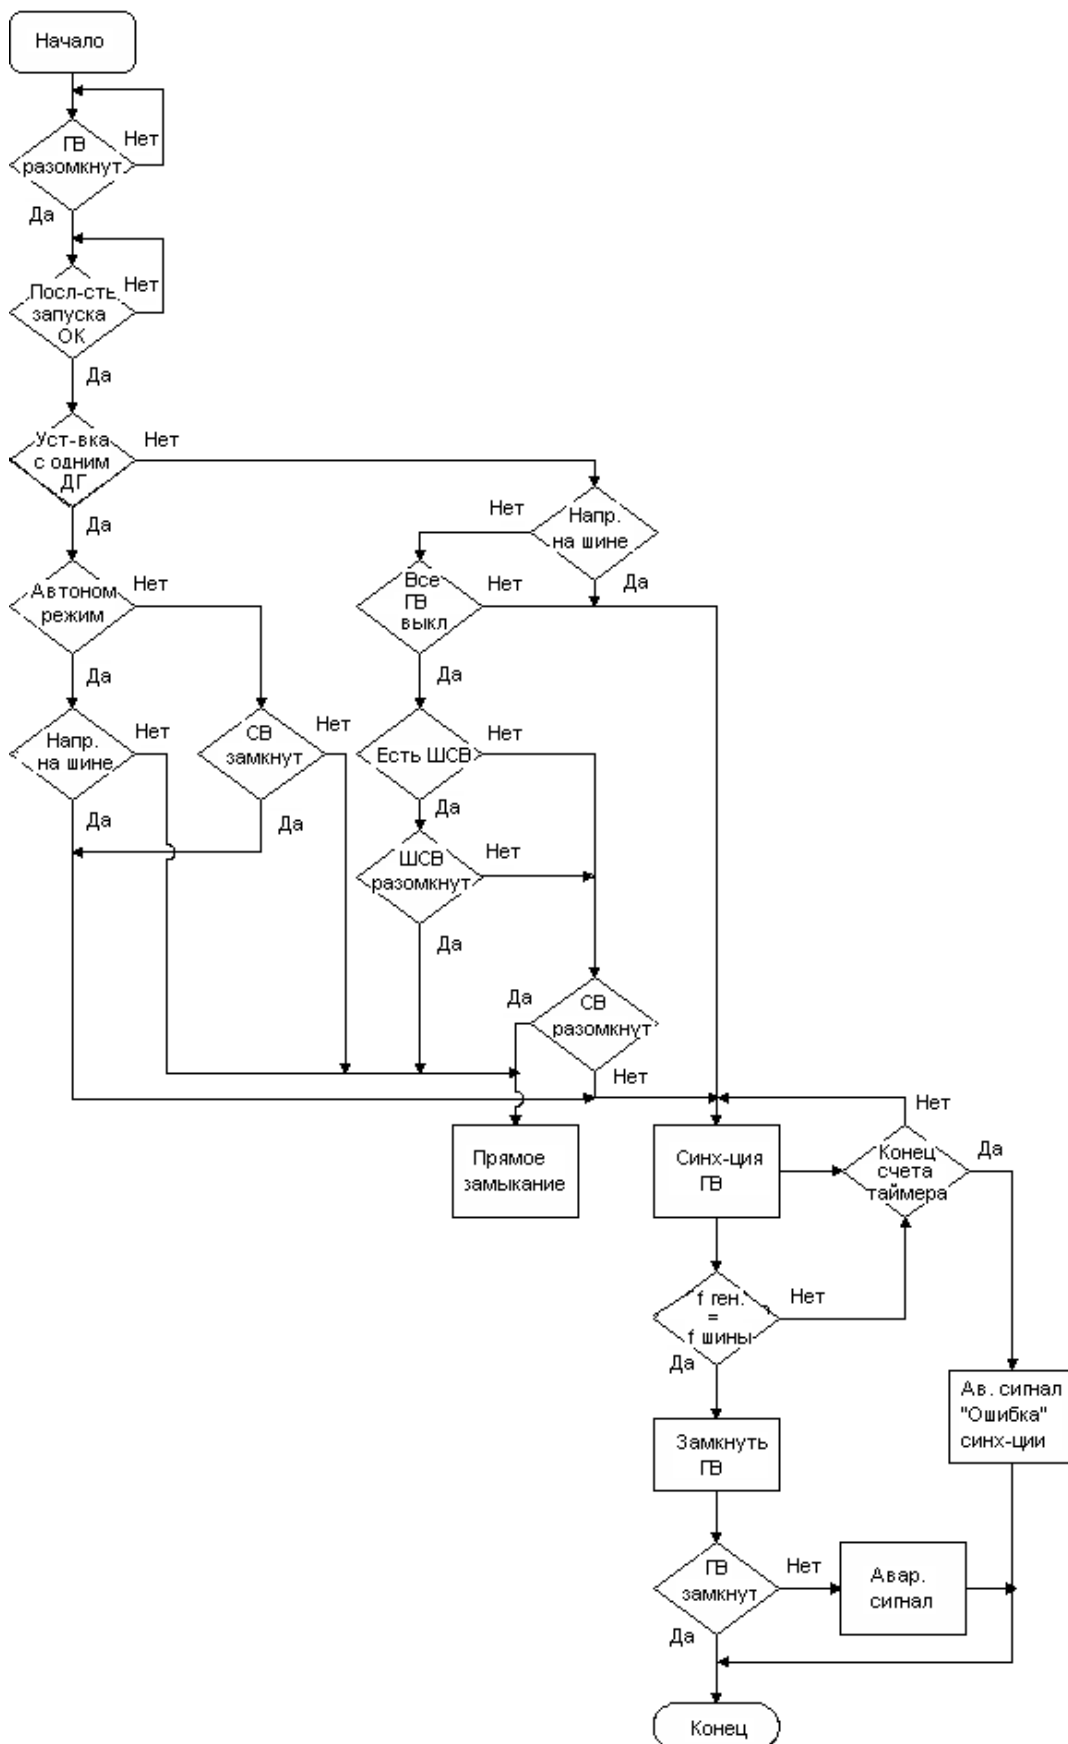 Начало
ГВ
разомкнут
Нет
Да
Посл-сть
запуска
ОК
Нет
Да
Уст-вка
с одним
ДГ
Нет
Да
Напр.
на шине
Нет
Да
Автоном
режим
Нет
Да
Все
ГВ
выкл
Нет
Да
Напр.
на шине
Нет
Да
СВ
замкнут
Нет
Да
Есть ШСВ
Нет
Да
ШСВ
разомкнут
Нет
Да
СВ
разомкнут
Да
Нет
Прямое
замыкание
Синх-ция
ГВ
Конец
счета
таймера
Нет
Да
f ген.
=
f шины
Нет
Да
Ав. сигнал
"Ошибка"
синх-ции
Замкнуть
ГВ
ГВ
замкнут
Нет
Да
Авар.
сигнал
Конец